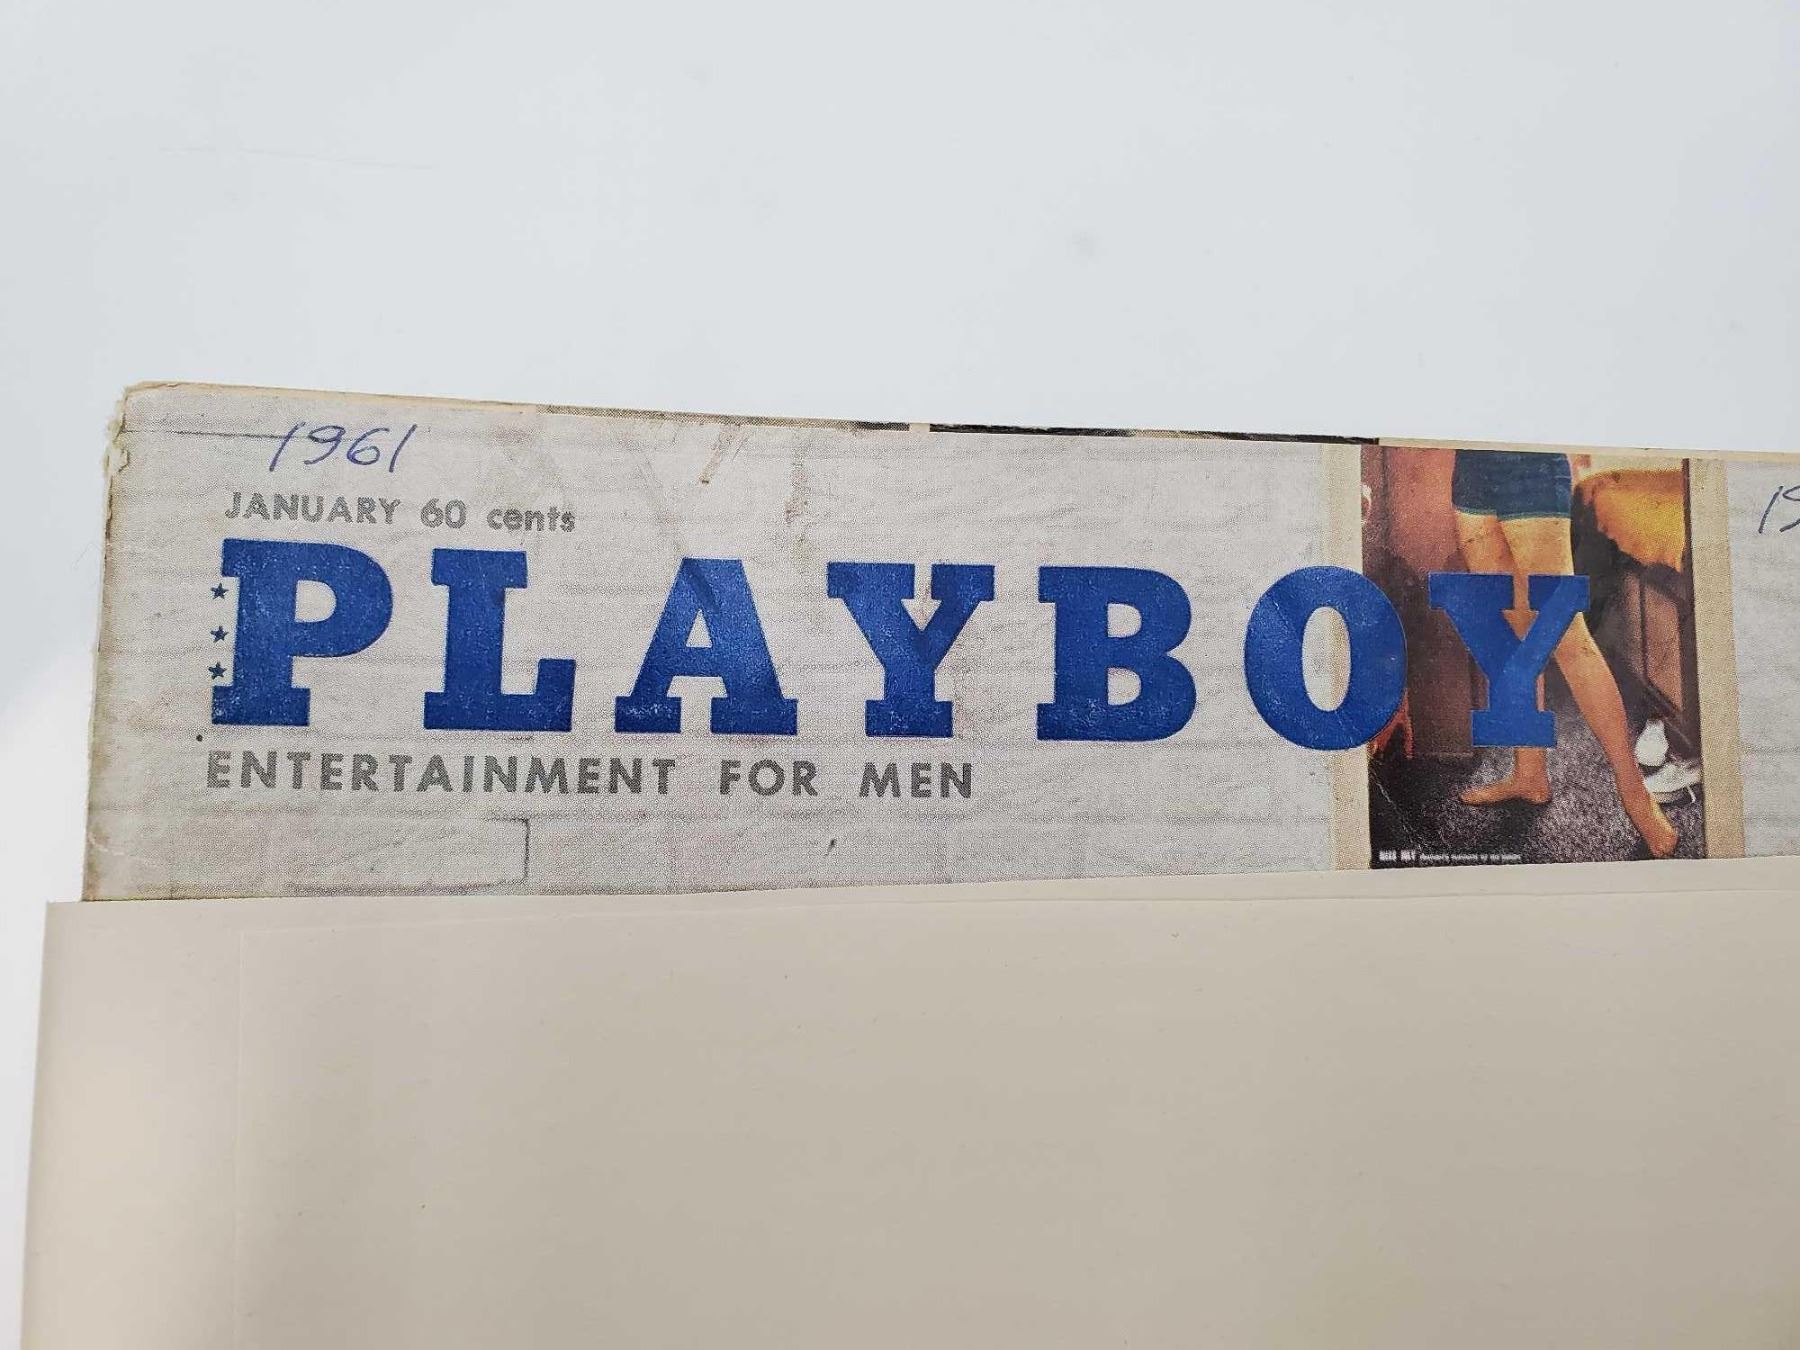 1961
JANUARY 60 cents
PLAYBOY
ENTERTAINMENT FOR MEN